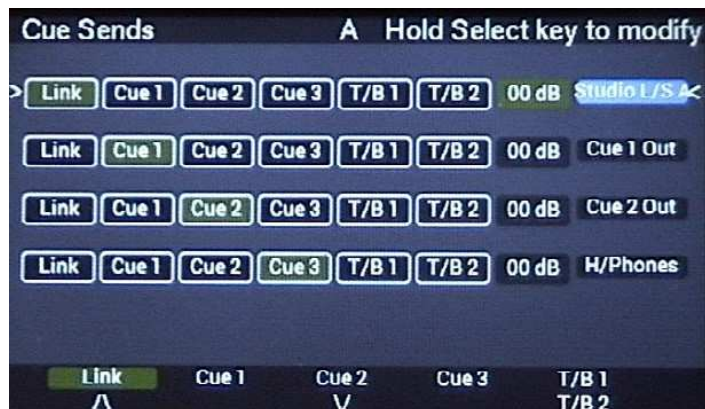 Cue Sends A Hold Select key to modify
> Link Cue 1 Cue 2 Cue 3 T/B 1 T/B 2 00 dB Studio L/S A <
Link Cue 1 Cue 2 Cue 3 T/B 1 T/B 2 00 dB Cue 1 Out
Link Cue 1 Cue 2 Cue 3 T/B 1 T/B 2 00 dB Cue 2 Out
Link Cue 1 Cue 2 Cue 3 T/B 1 T/B 2 00 dB H/Phones
Link Cue 1 Cue 2 Cue 3 T/B 1
/\ \/ T/B 2